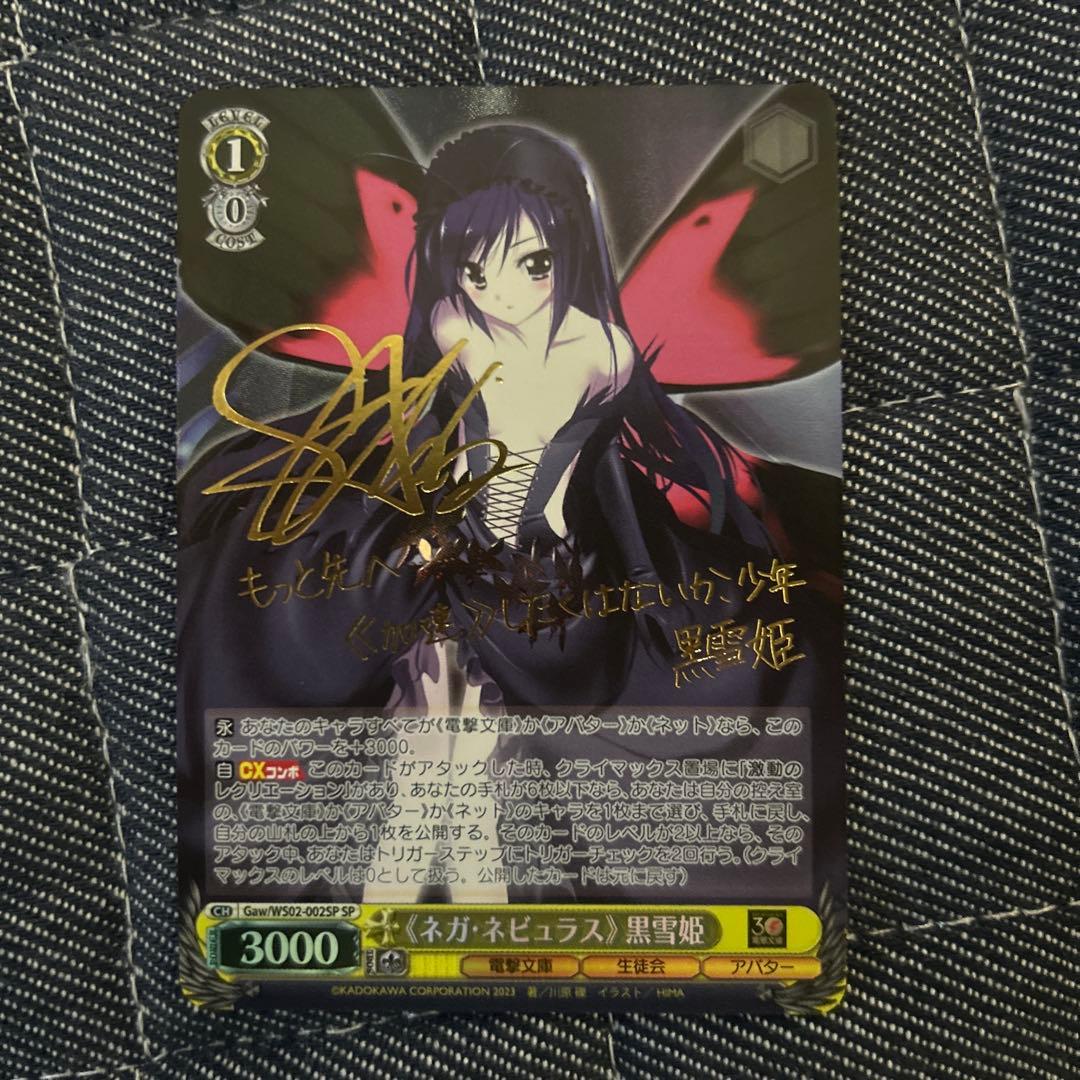 LEVEL
1
0
COST
もっと先へ
《加速》したくはないか、少年
黒雪姫
永 あなたのキャラすべてが《電撃文庫》か《アバター》か《ネット》なら、この
カードのパワーを＋3000。
自 CXコンボ このカードがアタックした時、クライマックス置場に「激動の
レクリエーション」があり、あなたの手札が6枚以下なら、あなたは自分の控え室
の、《電撃文庫》か《アバター》か《ネット》のキャラを1枚まで選び、手札に戻し、
自分の山札の上から1枚を公開する。そのカードのレベルが2以上なら、その
アタック中、あなたはトリガーステップにトリガーチェックを2回行う。（クライ
マックスのレベルは0として扱う。公開したカードは元に戻す）
CH Gaw/WS02-002SP SP
3000
《ネガ・ネビュラス》黒雪姫
30
電撃文庫
電撃文庫 生徒会 アバター
©KADOKAWA CORPORATION 2023 著／川原 礫 イラスト／HIMA